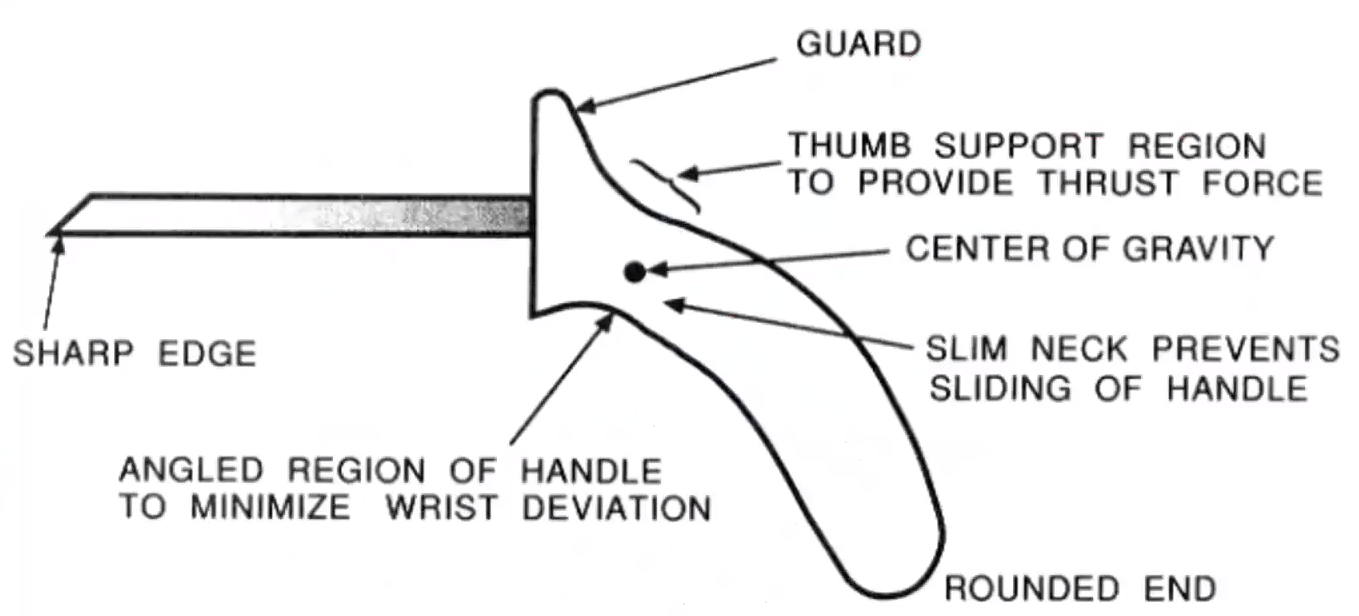 GUARD
THUMB SUPPORT REGION
TO PROVIDE THRUST FORCE
CENTER OF GRAVITY
SHARP EDGE
SLIM NECK PREVENTS
SLIDING OF HANDLE
ANGLED REGION OF HANDLE
TO MINIMIZE WRIST DEVIATION
ROUNDED END